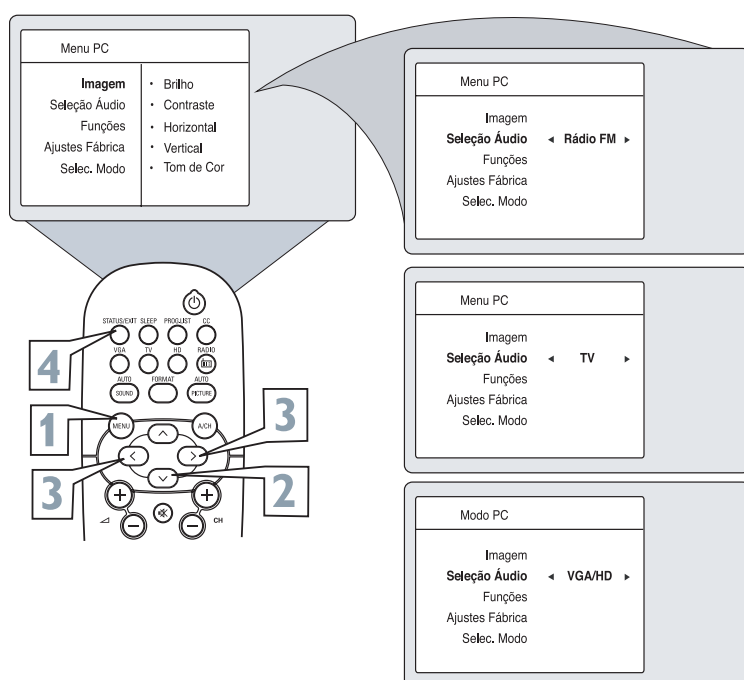 Menu PC
Imagem
Seleção Áudio
Funções
Ajustes Fábrica
Selec. Modo
• Brilho
• Contraste
• Horizontal
• Vertical
• Tom de Cor
Menu PC
Imagem
Seleção Áudio ◂ Rádio FM ▸
Funções
Ajustes Fábrica
Selec. Modo
Menu PC
Imagem
Seleção Áudio ◂ TV ▸
Funções
Ajustes Fábrica
Selec. Modo
Modo PC
Imagem
Seleção Áudio ◂ VGA/HD ▸
Funções
Ajustes Fábrica
Selec. Modo
STATUS/EXIT SLEEP PROG.LIST CC
VGA TV HD RADIO
AUTO FORMAT AUTO
SOUND PICTURE
MENU A/CH
CH
4
1
3
3
2